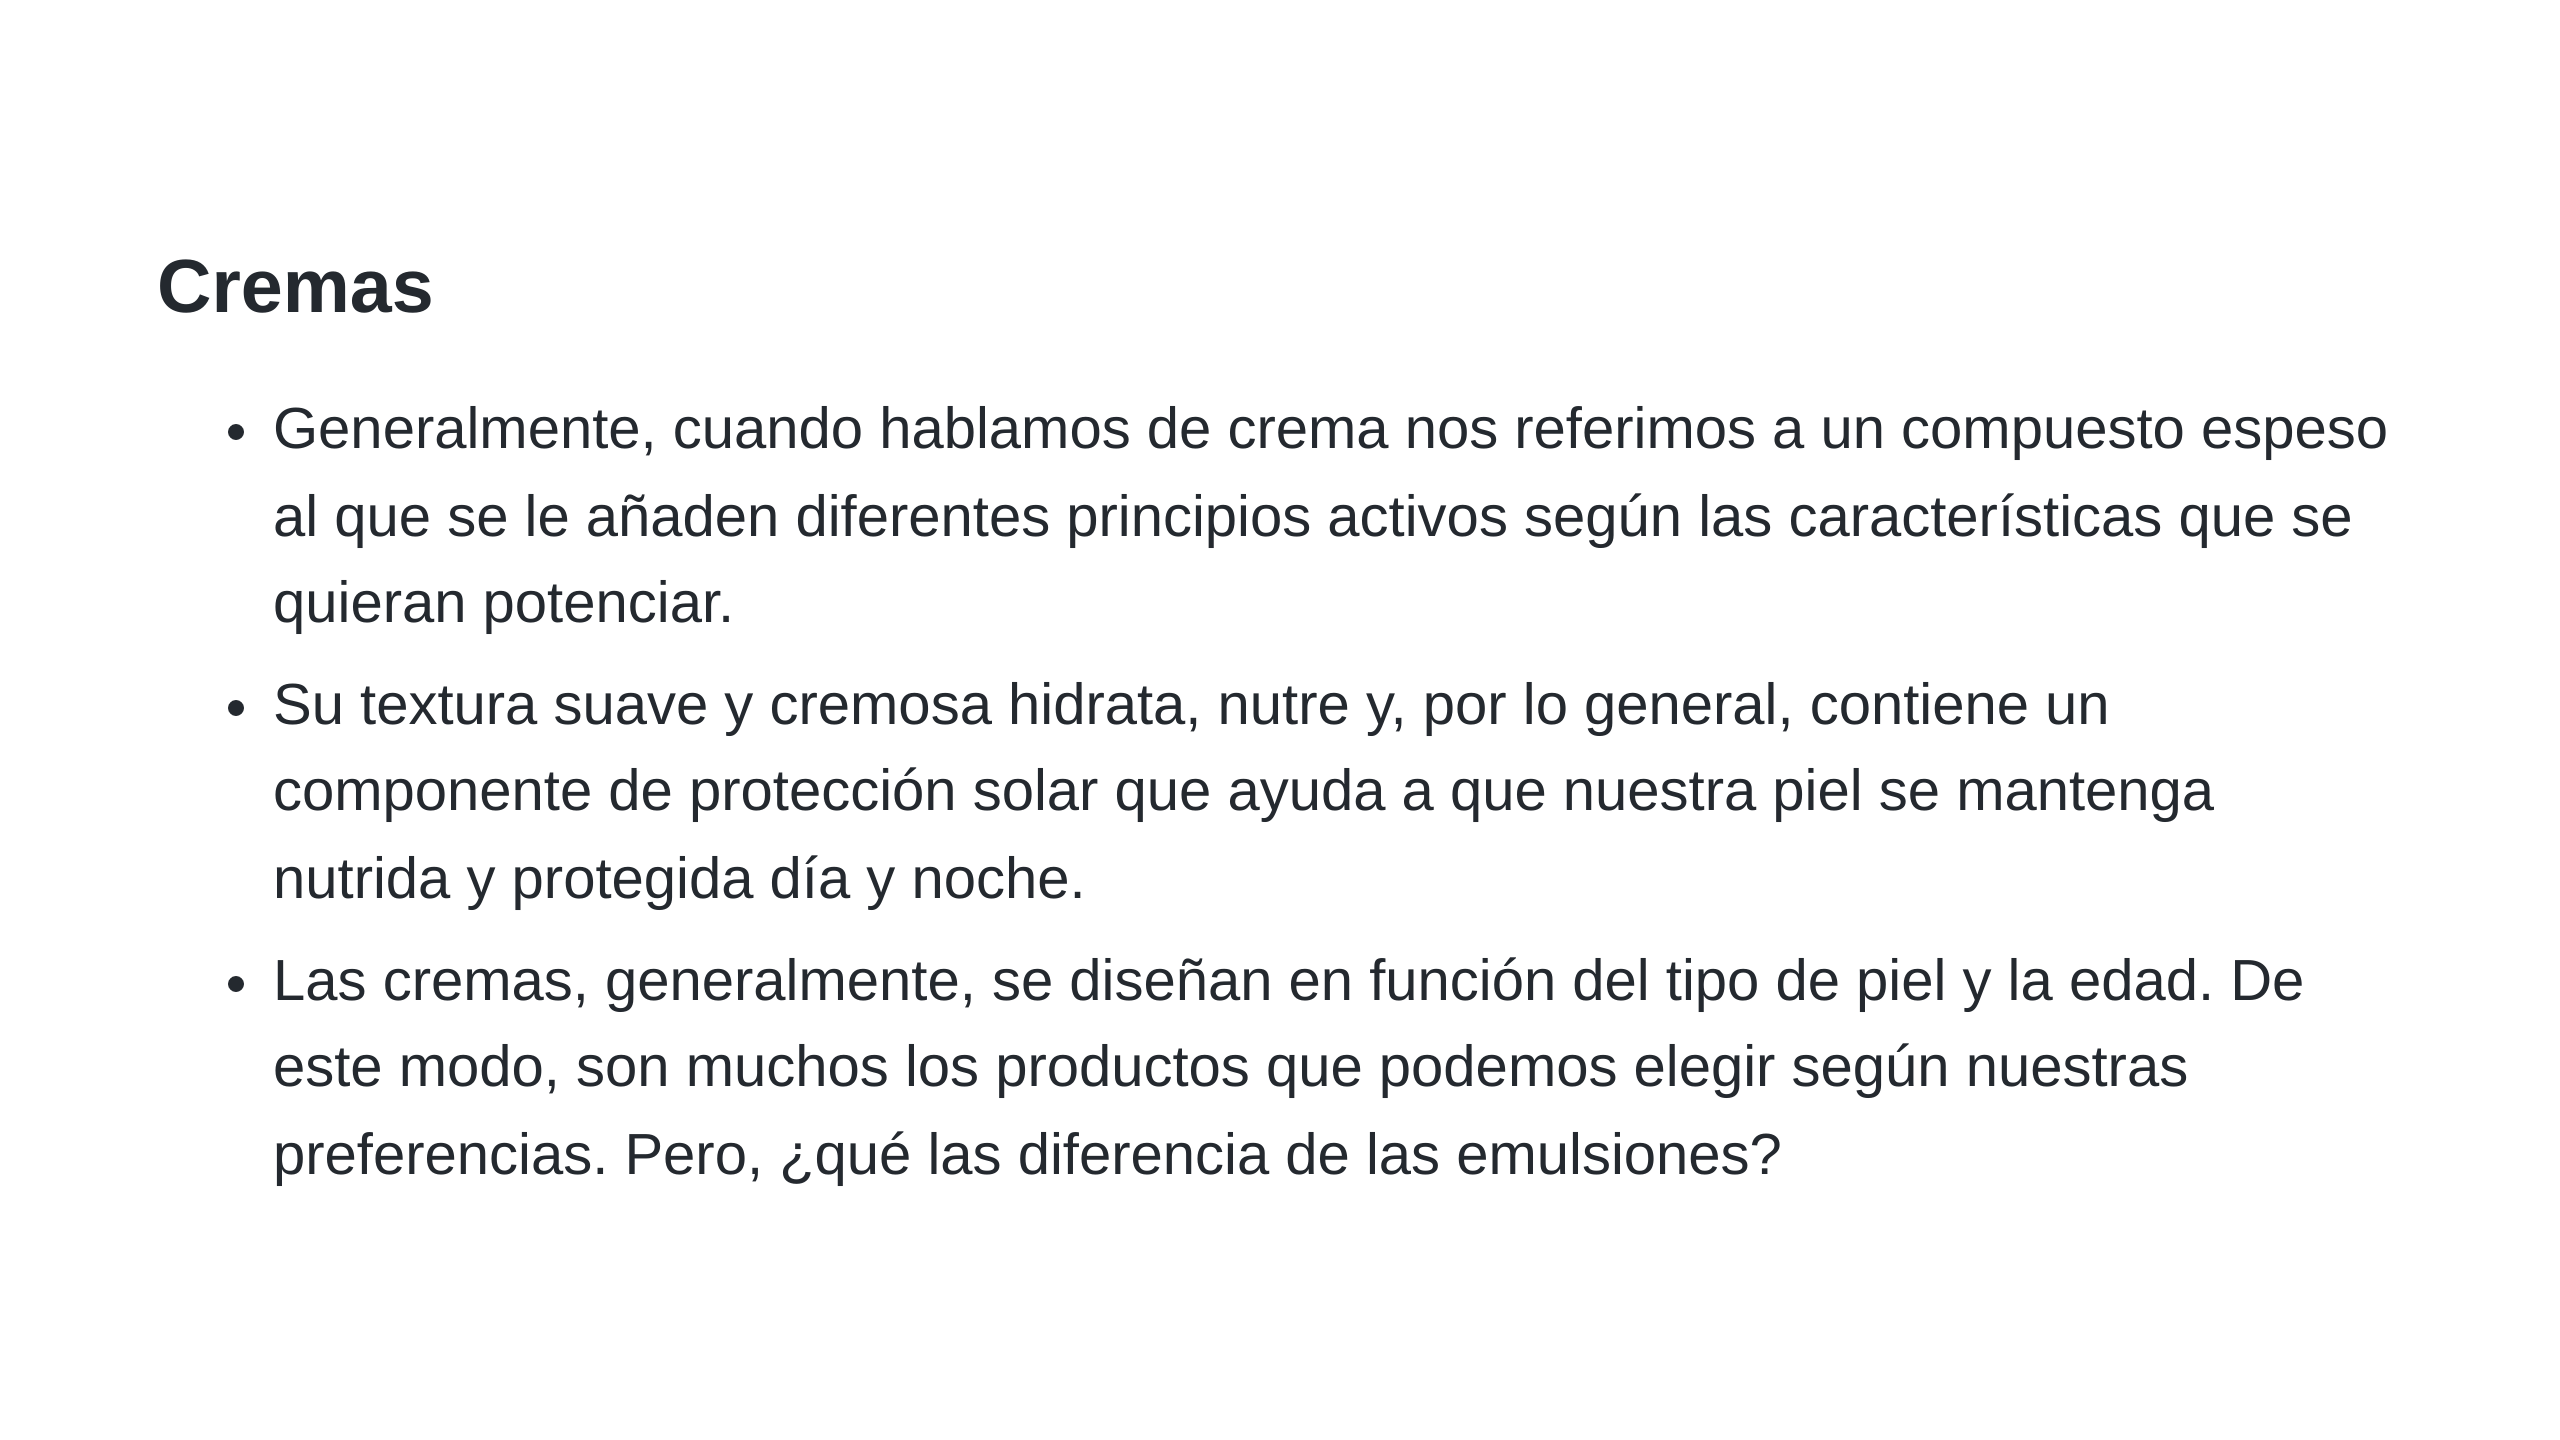 Cremas
• Generalmente, cuando hablamos de crema nos referimos a un compuesto espeso
al que se le añaden diferentes principios activos según las características que se
quieran potenciar.
• Su textura suave y cremosa hidrata, nutre y, por lo general, contiene un
componente de protección solar que ayuda a que nuestra piel se mantenga
nutrida y protegida día y noche.
• Las cremas, generalmente, se diseñan en función del tipo de piel y la edad. De
este modo, son muchos los productos que podemos elegir según nuestras
preferencias. Pero, ¿qué las diferencia de las emulsiones?